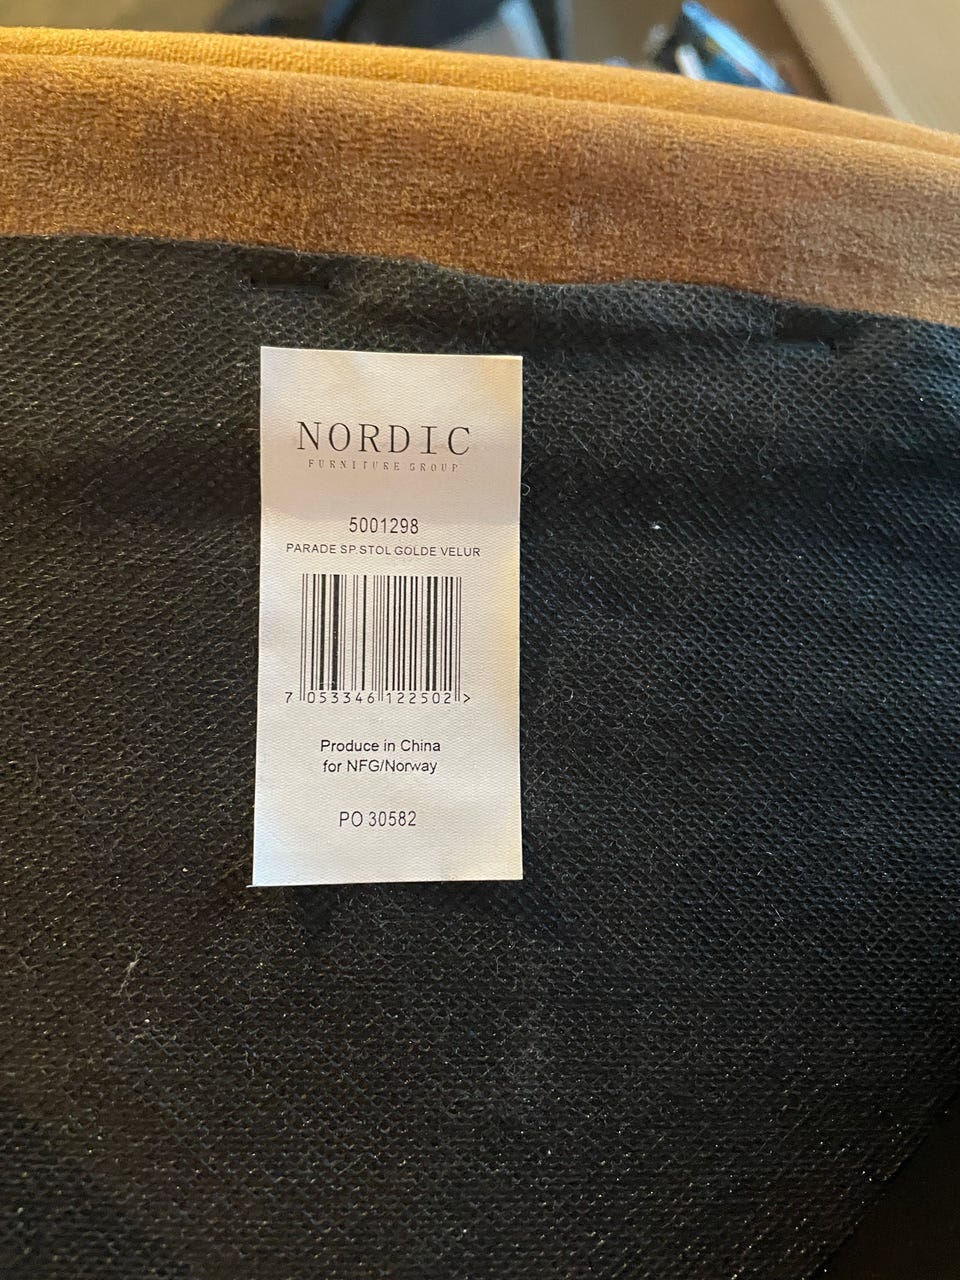 NORDIC
FURNITURE GROUP
5001298
PARADE SP.STOL GOLDE VELUR
7 053346 122502 >
Produce in China
for NFG/Norway
PO 30582